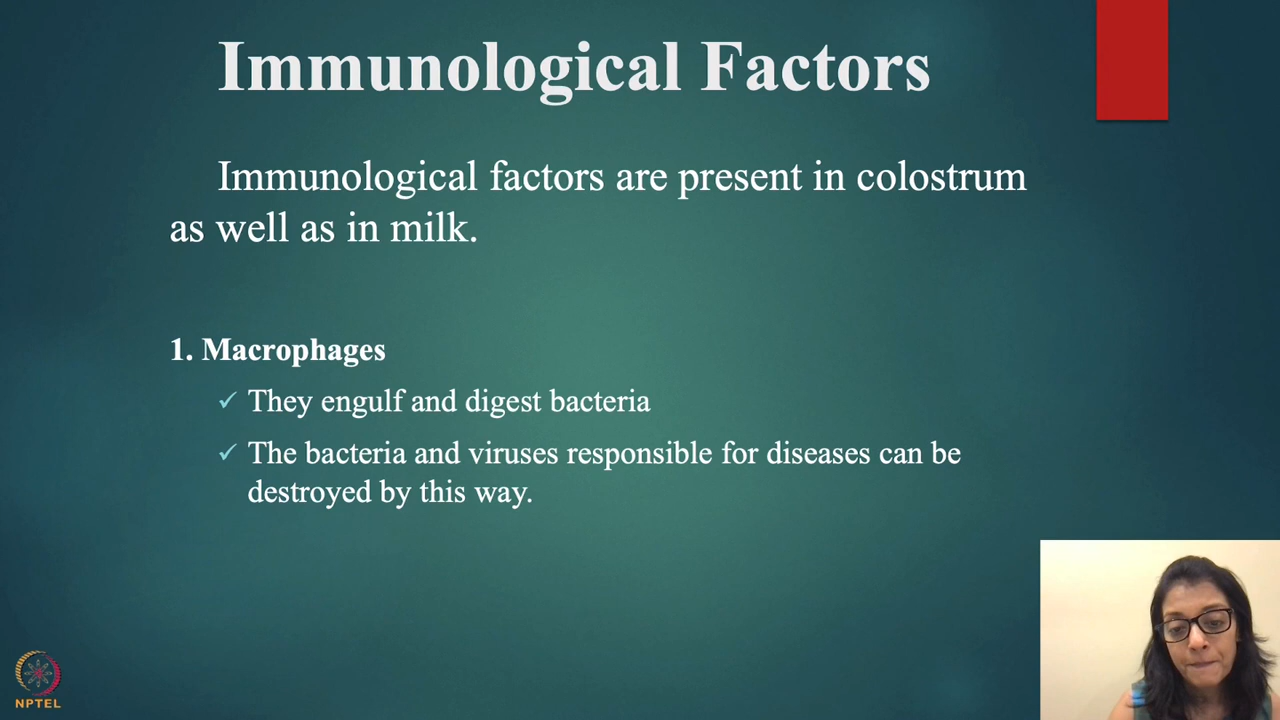 Immunological Factors
Immunological factors are present in colostrum
as well as in milk.
1. Macrophages
✓ They engulf and digest bacteria
✓ The bacteria and viruses responsible for diseases can be
destroyed by this way.
NPTEL